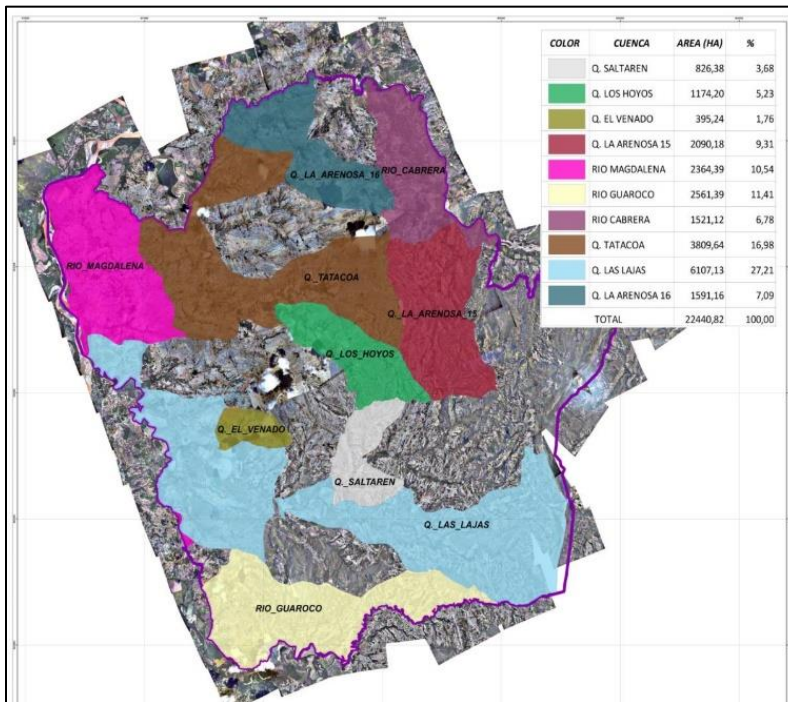 COLOR CUENCA AREA (HA) %
Q. SALTAREN 826,38 3,68
Q. LOS HOYOS 1174,20 5,23
Q. EL VENADO 395,24 1,76
Q. LA ARENOSA 15 2090,18 9,31
RIO MAGDALENA 2364,39 10,54
RIO GUAROCO 2561,39 11,41
RIO CABRERA 1521,12 6,78
Q. TATACOA 3809,64 16,98
Q. LAS LAJAS 6107,13 27,21
Q. LA ARENOSA 16 1591,16 7,09
TOTAL 22440,82 100,00
RIO_CABRERA
Q._LA_ARENOSA_16
RIO_MAGDALENA
Q._TATACOA
Q._LA_ARENOSA_15
Q._LOS_HOYOS
Q._EL_VENADO
Q._SALTAREN
Q._LAS_LAJAS
RIO_GUAROCO